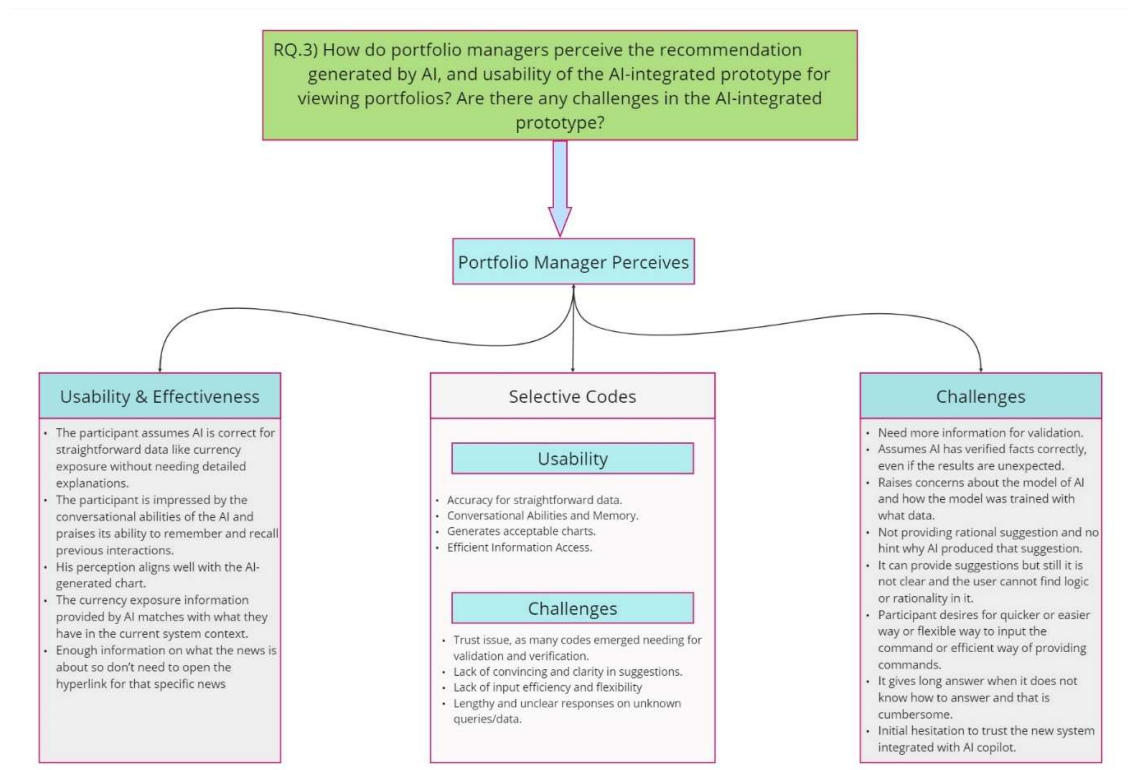 RQ.3) How do portfolio managers perceive the recommendation
generated by AI, and usability of the AI-integrated prototype for
viewing portfolios? Are there any challenges in the AI-integrated
prototype?
Portfolio Manager Perceives
Usability & Effectiveness
• The participant assumes AI is correct for
straightforward data like currency
exposure without needing detailed
explanations.
• The participant is impressed by the
conversational abilities of the AI and
praises its ability to remember and recall
previous interactions.
• His perception aligns well with the AI-
generated chart.
• The currency exposure information
provided by AI matches with what they
have in the current system context.
• Enough information on what the news is
about so don't need to open the
hyperlink for that specific news
Selective Codes
Usability
• Accuracy for straightforward data.
• Conversational Abilities and Memory.
• Generates acceptable charts.
• Efficient Information Access.
Challenges
• Trust issue, as many codes emerged needing for
validation and verification.
• Lack of convincing and clarity in suggestions.
• Lack of input efficiency and flexibility
• Lengthy and unclear responses on unknown
queries/data.
Challenges
• Need more information for validation.
• Assumes AI has verified facts correctly,
even if the results are unexpected.
• Raises concerns about the model of AI
and how the model was trained with
what data.
• Not providing rational suggestion and no
hint why AI produced that suggestion.
• It can provide suggestions but still it is
not clear and the user cannot find logic
or rationality in it.
• Participant desires for quicker or easier
way or flexible way to input the
command or efficient way of providing
commands.
• It gives long answer when it does not
know how to answer and that is
cumbersome.
• Initial hesitation to trust the new system
integrated with AI copilot.